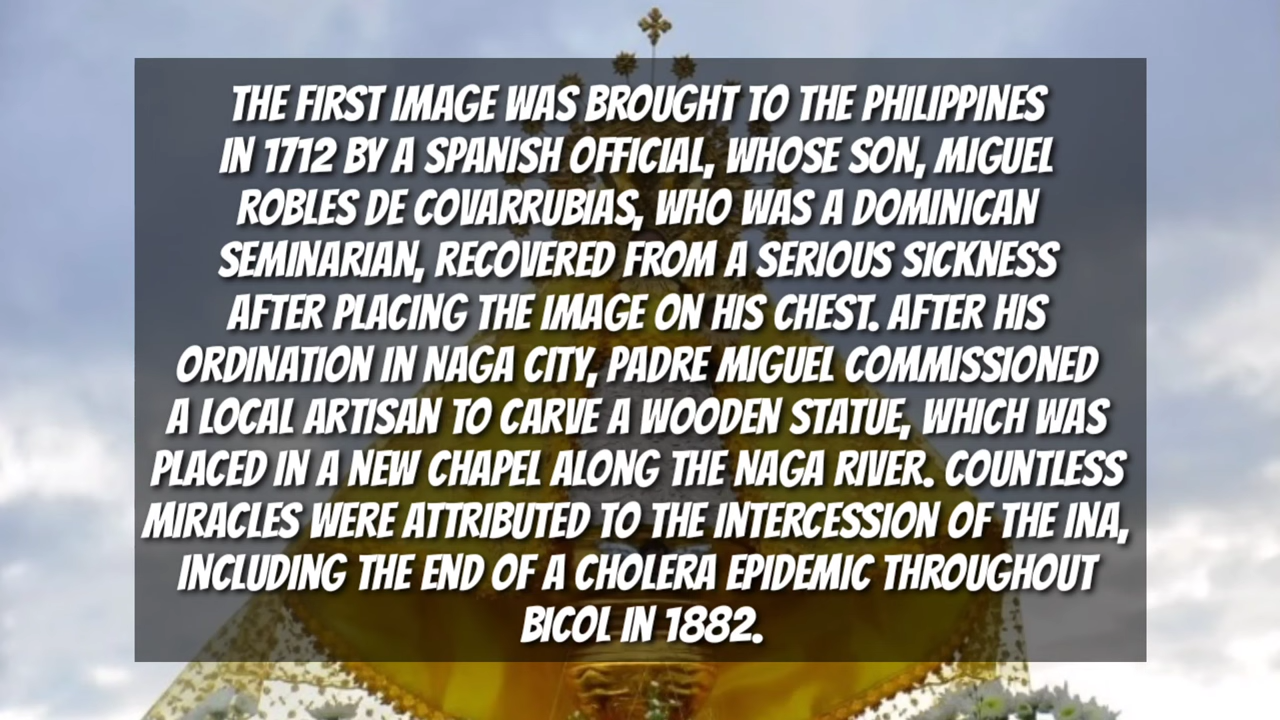 THE FIRST IMAGE WAS BROUGHT TO THE PHILIPPINES
IN 1712 BY A SPANISH OFFICIAL, WHOSE SON, MIGUEL
ROBLES DE COVARRUBIAS, WHO WAS A DOMINICAN
SEMINARIAN, RECOVERED FROM A SERIOUS SICKNESS
AFTER PLACING THE IMAGE ON HIS CHEST. AFTER HIS
ORDINATION IN NAGA CITY, PADRE MIGUEL COMMISSIONED
A LOCAL ARTISAN TO CARVE A WOODEN STATUE, WHICH WAS
PLACED IN A NEW CHAPEL ALONG THE NAGA RIVER. COUNTLESS
MIRACLES WERE ATTRIBUTED TO THE INTERCESSION OF THE INA,
INCLUDING THE END OF A CHOLERA EPIDEMIC THROUGHOUT
BICOL IN 1882.